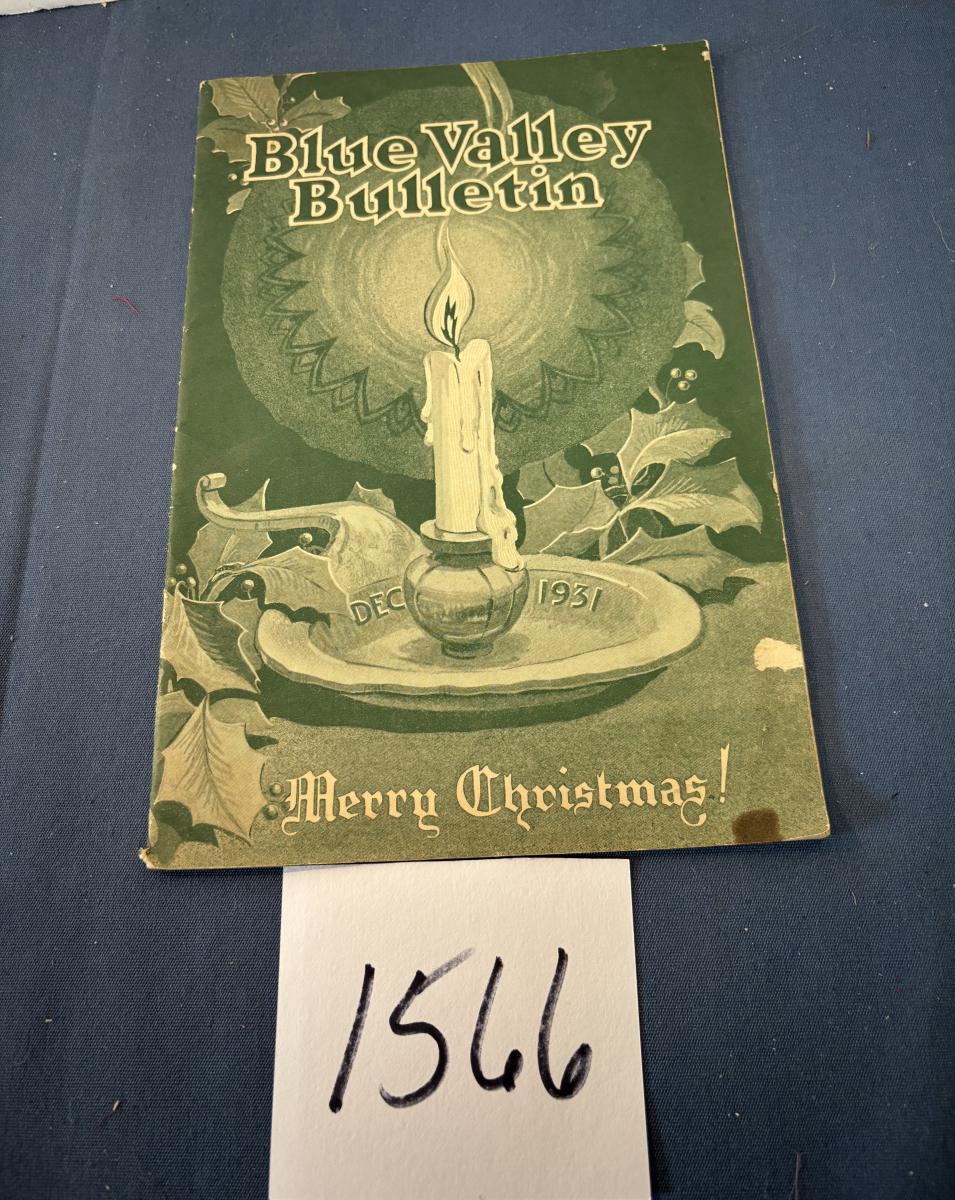 Blue Valley
Bulletin
DEC 1931
Merry Christmas!
1566